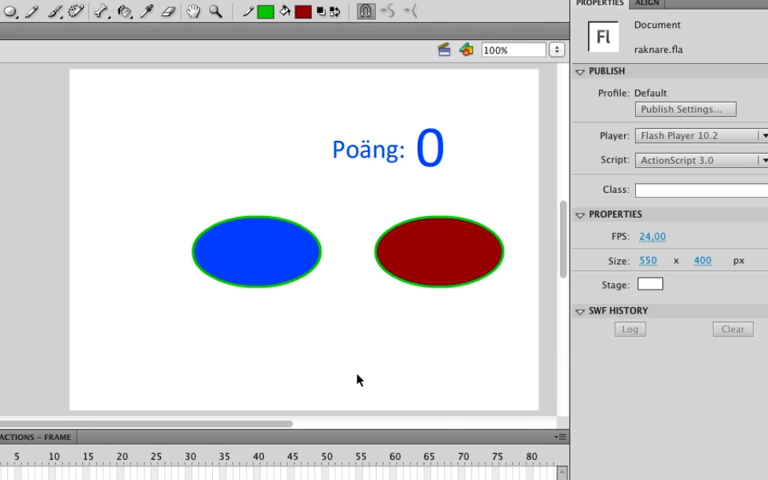 PROPERTIES ALIGN
Document
Fl
raknare.fla
100%
PUBLISH
Profile: Default
Publish Settings...
Player: Flash Player 10.2
Script: ActionScript 3.0
Class:
PROPERTIES
FPS: 24,00
Size: 550 x 400 px
Stage:
SWF HISTORY
Log Clear
Poäng: 0
ACTIONS – FRAME
5 10 15 20 25 30 35 40 45 50 55 60 65 70 75 80